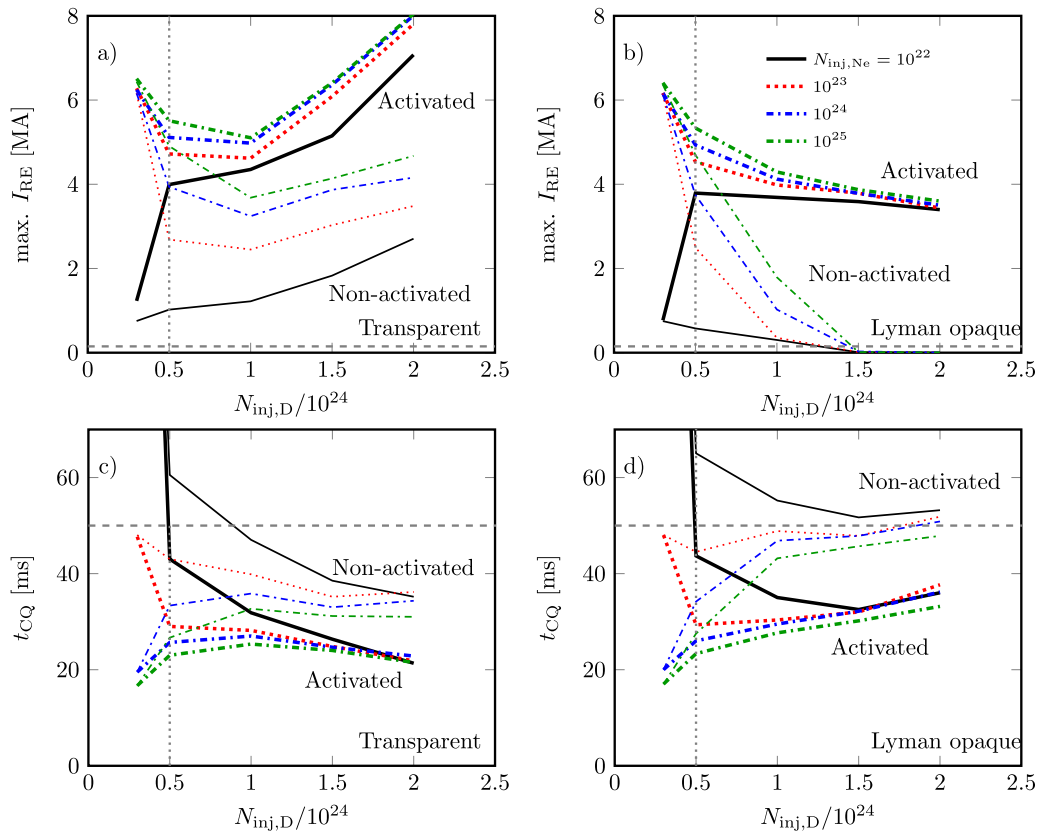 a)
max. I_RE [MA]
8
6
4
2
0
Activated
Non-activated
Transparent
0 0.5 1 1.5 2 2.5
N_inj,D/10^24
b)
max. I_RE [MA]
8
6
4
2
0
N_inj,Ne = 10^22
10^23
10^24
10^25
Activated
Non-activated
Lyman opaque
0 0.5 1 1.5 2 2.5
N_inj,D/10^24
c)
t_CQ [ms]
60
40
20
0
Non-activated
Activated
Transparent
0 0.5 1 1.5 2 2.5
N_inj,D/10^24
d)
t_CQ [ms]
60
40
20
0
Non-activated
Activated
Lyman opaque
0 0.5 1 1.5 2 2.5
N_inj,D/10^24